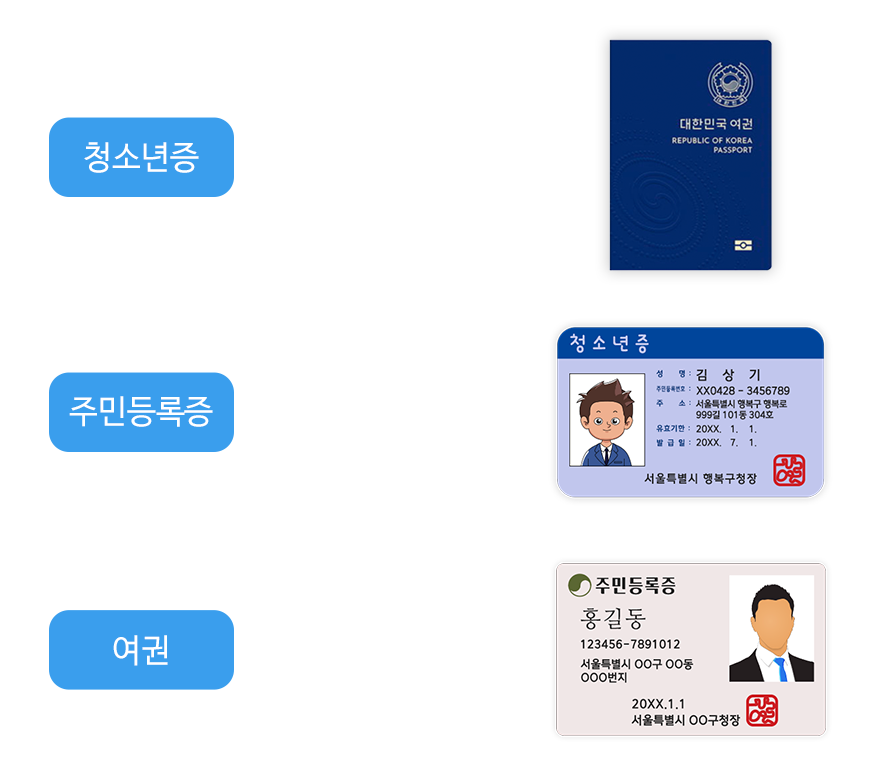 청소년증
대한민국 여권
REPUBLIC OF KOREA
PASSPORT
주민등록증
청소년증
성 명 : 김 상 기
주민등록번호 : XX0428 - 3456789
주 소 : 서울특별시 행복구 행복로
999길 101동 304호
유효기만 : 20XX. 1. 1.
발 급 일 : 20XX. 7. 1.
서울특별시 행복구청장
여권
주민등록증
홍길동
123456-7891012
서울특별시 OO구 OO동
OOO번지
20XX.1.1
서울특별시 OO구청장